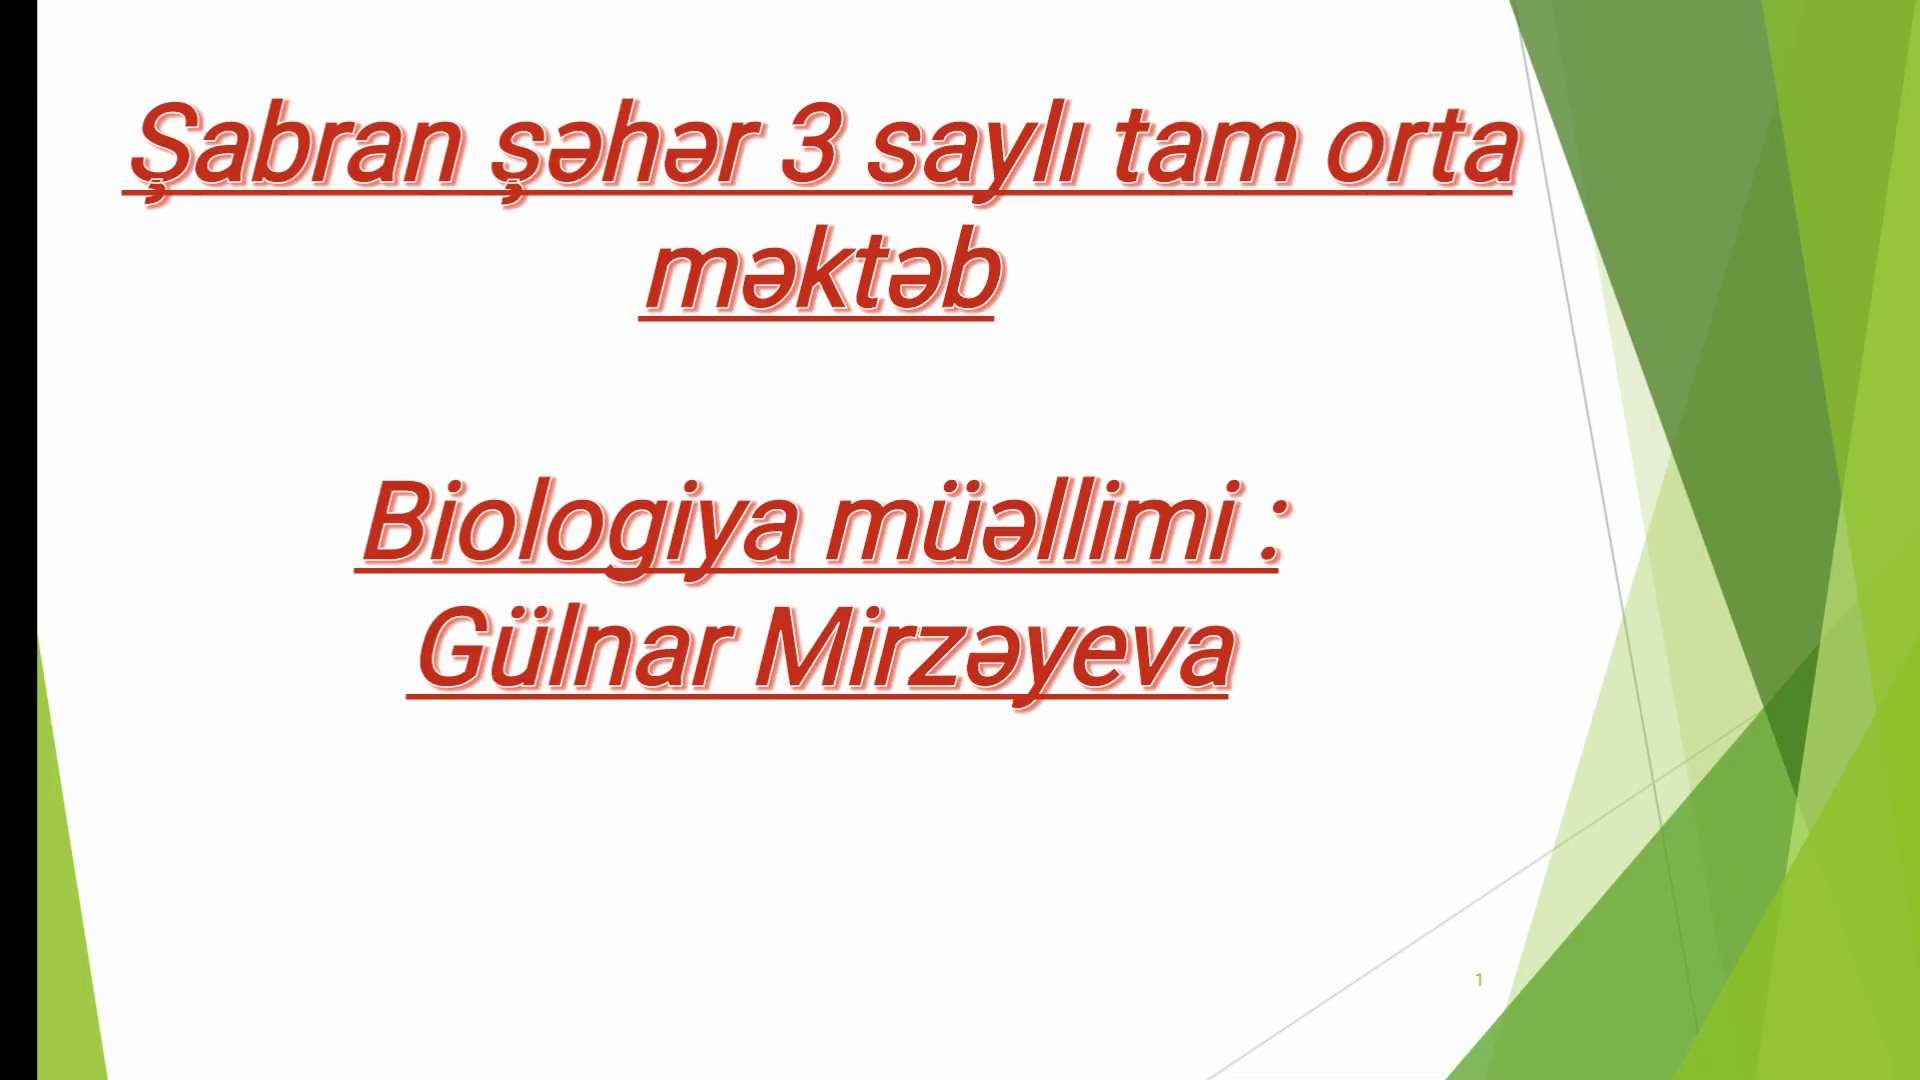 Şabran şəhər 3 saylı tam orta
məktəb
Biologiya müəllimi :
Gülnar Mirzəyeva
1